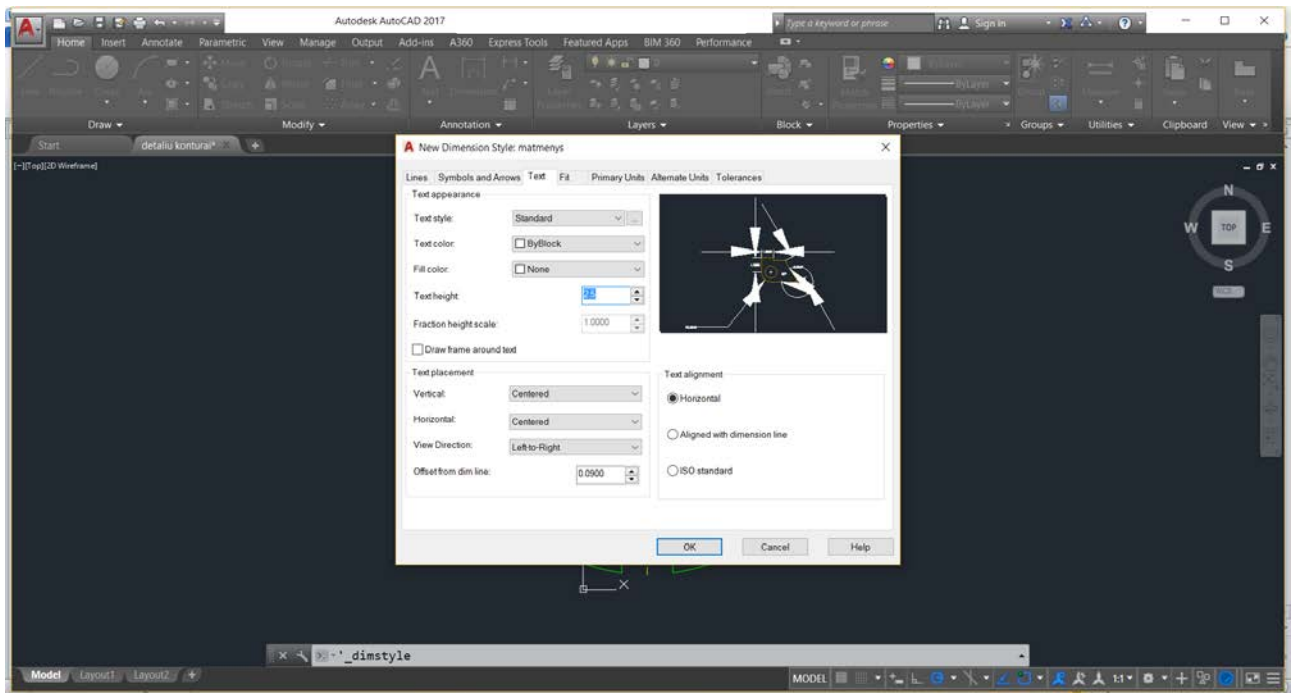 Autodesk AutoCAD 2017
Type a keyword or phrase
Sign In
Home Insert Annotate Parametric View Manage Output Add-ins A360 Express Tools Featured Apps BIM 360 Performance
Draw Modify Annotation Layers Block Properties Groups Utilities Clipboard View
Start detaliu konturai*
[-][Top][2D Wireframe]
N
W TOP E
S
New Dimension Style: matmenys
Lines Symbols and Arrows Text Fit Primary Units Alternate Units Tolerances
Text appearance
Text style: Standard
Text color: ByBlock
Fill color: None
Text height: 2.5
Fraction height scale: 1.0000
Draw frame around text
Text placement
Vertical: Centered
Horizontal: Centered
View Direction: Left-to-Right
Offset from dim line: 0.0900
Text alignment
Horizontal
Aligned with dimension line
ISO standard
OK Cancel Help
X
'_dimstyle
Model Layout1 Layout2 +
MODEL 1:1